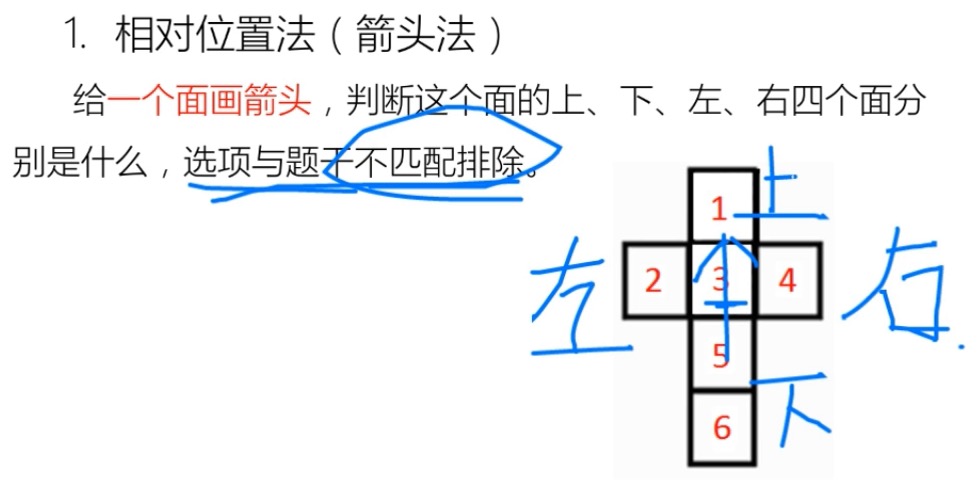 1. 相对位置法（箭头法）
给一个面画箭头，判断这个面的上、下、左、右四个面分
别是什么，选项与题干不匹配排除。
上
1
左
2 3 4
右
5
下
6